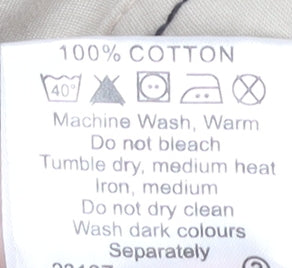 100% COTTON
40°
Machine Wash, Warm
Do not bleach
Tumble dry, medium heat
Iron, medium
Do not dry clean
Wash dark colours
Separately